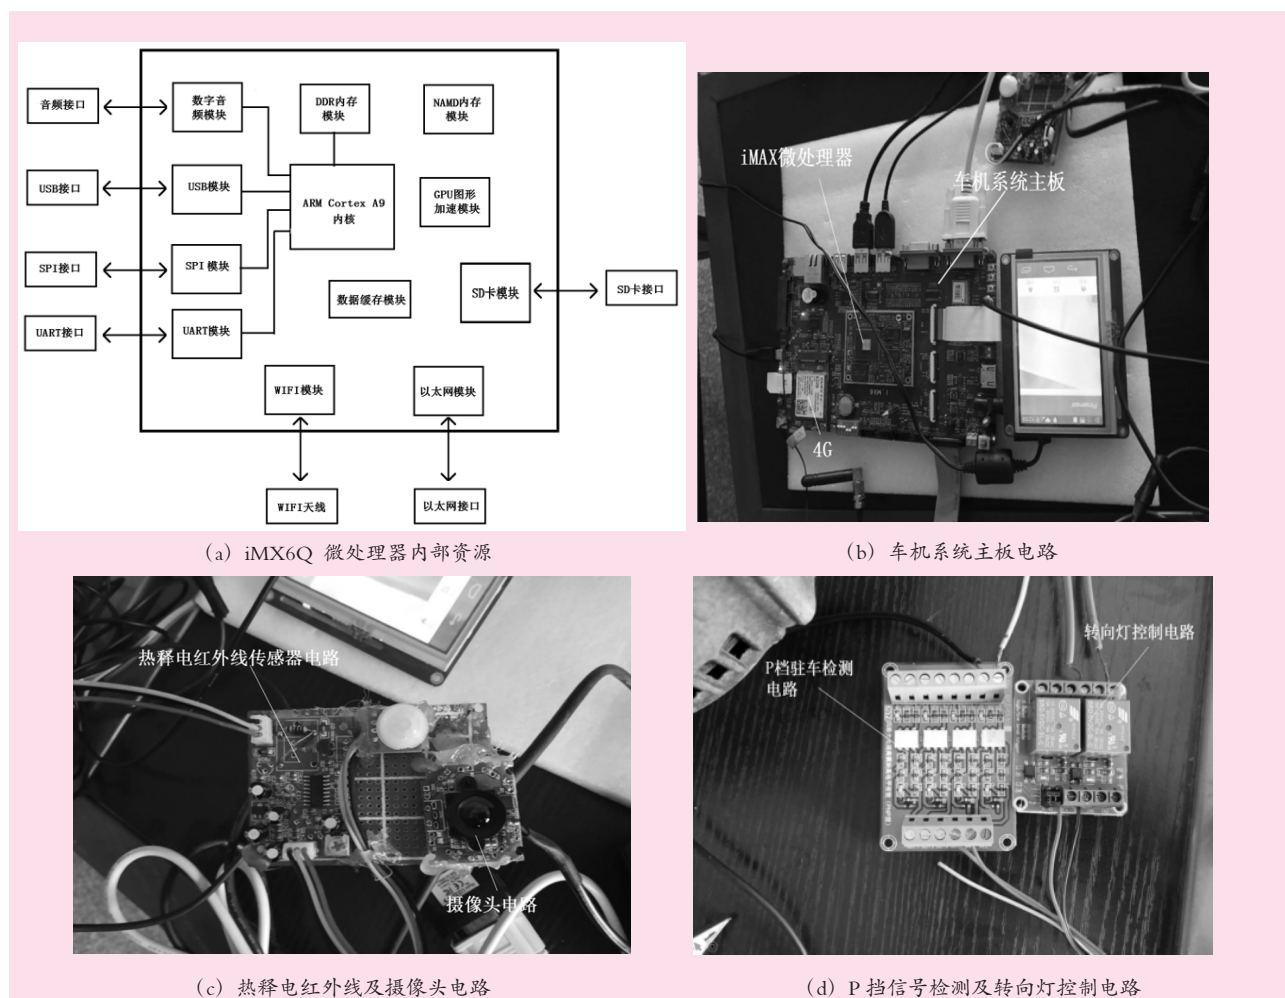 音频接口
数字音
频模块
DDR内存
模块
NAMD内存
模块
USB接口
USB模块
ARM Cortex A9
内核
GPU图形
加速模块
SPI接口
SPI 模块
数据缓存模块
SD卡模块
SD卡接口
UART接口
UART模块
WIFI模块
以太网模块
WIFI天线
以太网接口
(a) iMX6Q 微处理器内部资源
iMAX微处理器
车机系统主板
4G
(b) 车机系统主板电路
热释电红外线传感器电路
摄像头电路
(c) 热释电红外线及摄像头电路
P档驻车检测
电路
转向灯控制电路
(d) P 挡信号检测及转向灯控制电路